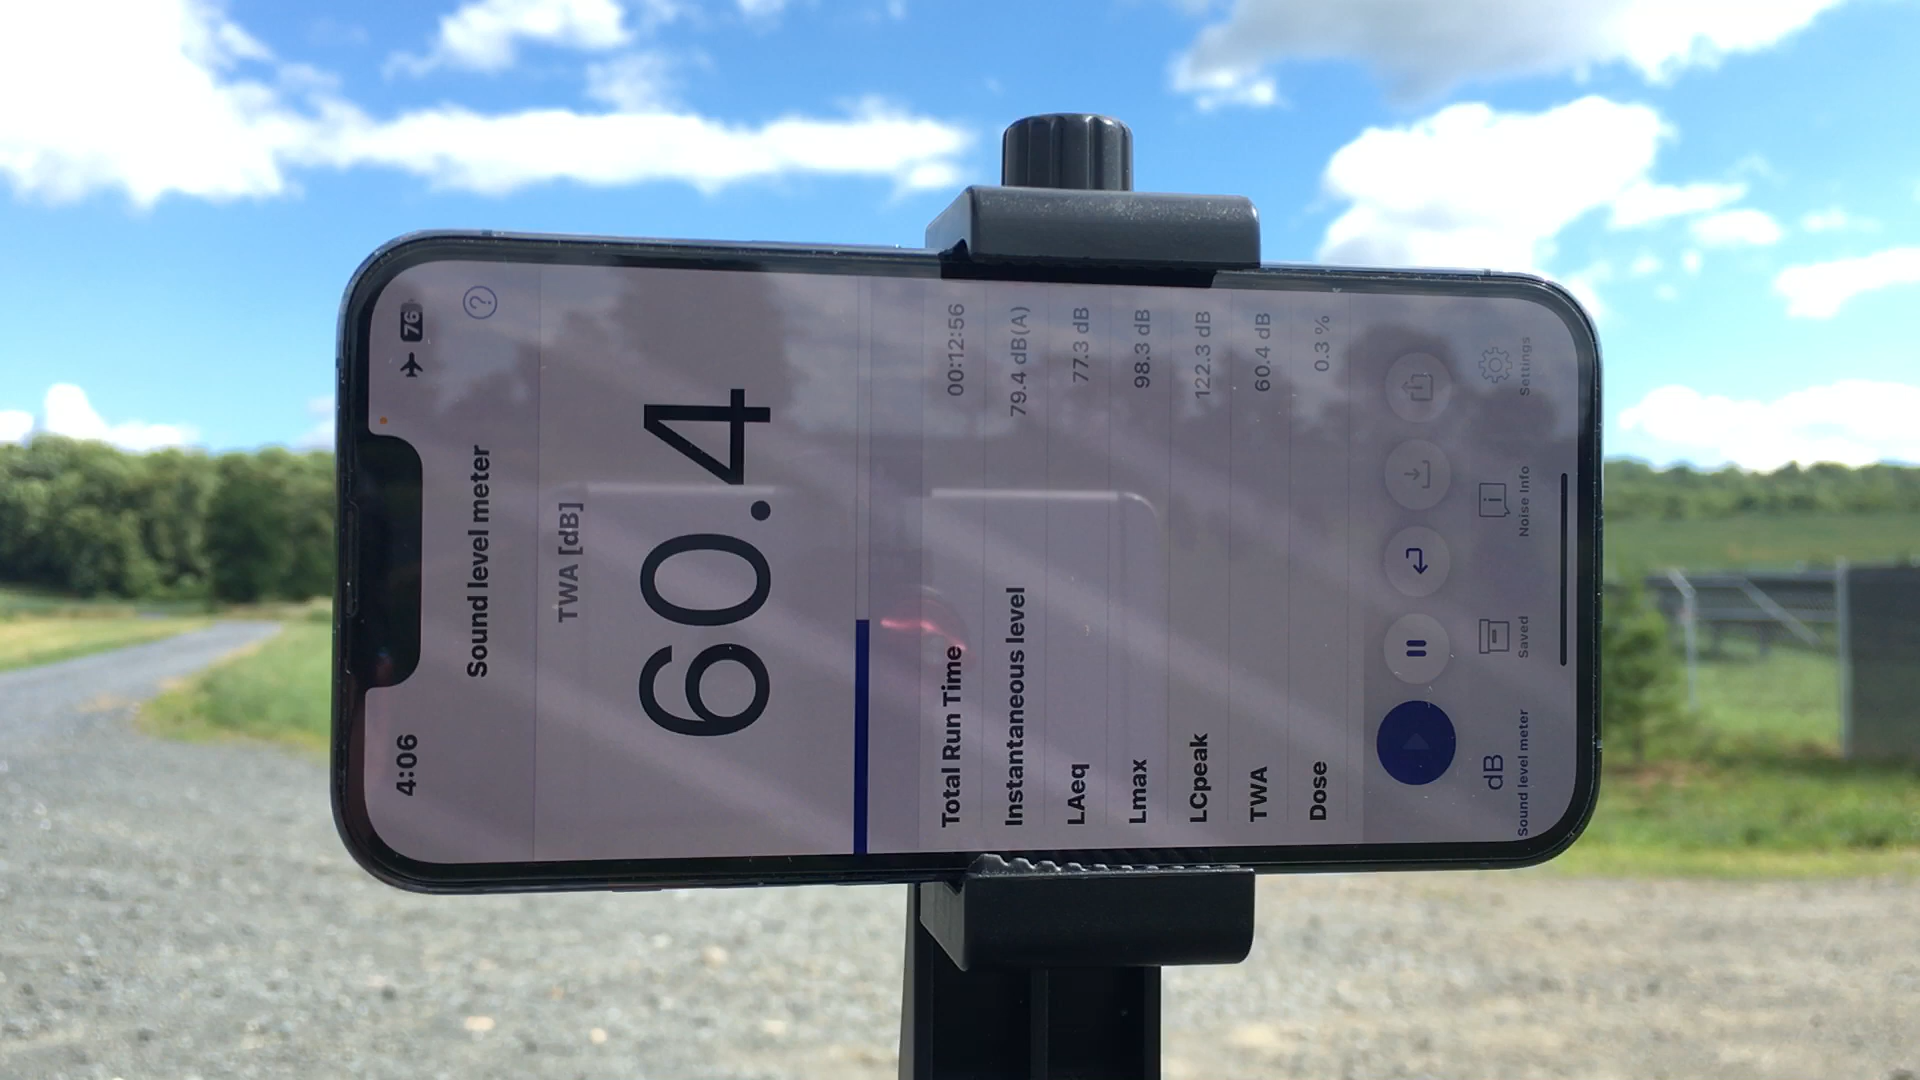 4:06
76
Sound level meter
?
TWA [dB]
60.4
Total Run Time 00:12:56
Instantaneous level 79.4 dB(A)
LAeq 77.3 dB
Lmax 98.3 dB
LCpeak 122.3 dB
TWA 60.4 dB
Dose 0.3 %
dB
Sound level meter
Saved
Noise Info
Settings